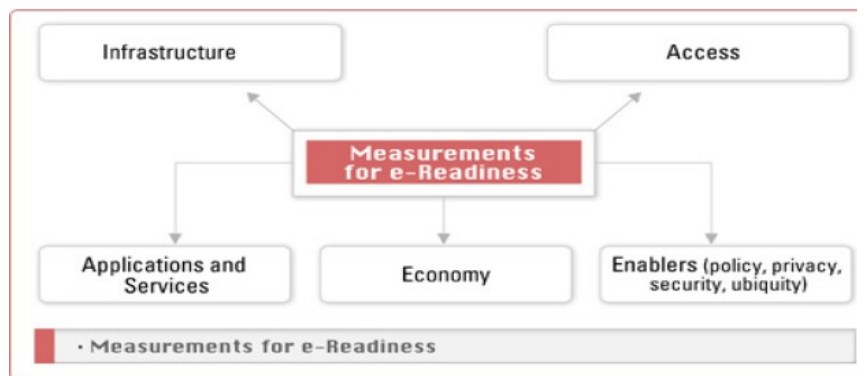 Infrastructure
Access
Measurements
for e-Readiness
Applications and
Services
Economy
Enablers (policy, privacy,
security, ubiquity)
· Measurements for e-Readiness